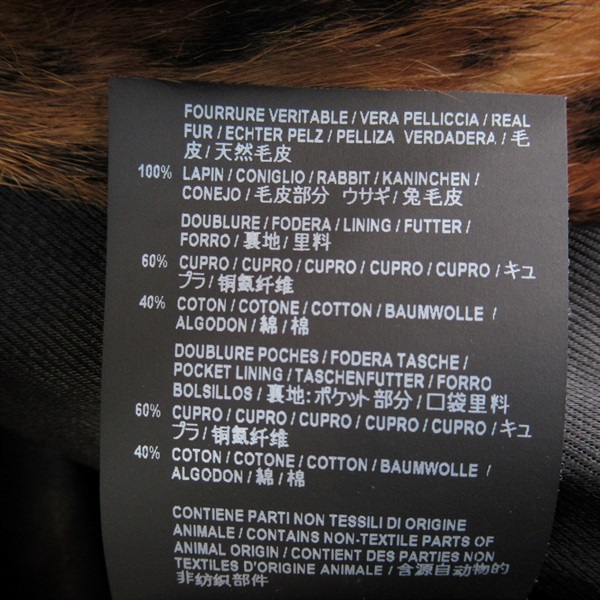 FOURRURE VERITABLE / VERA PELLICCIA / REAL
FUR / ECHTER PELZ / PELLIZA VERDADERA / 毛
皮 / 天然毛皮
100% LAPIN / CONIGLIO / RABBIT / KANINCHEN /
CONEJO / 毛皮部分 ウサギ / 兔毛皮
DOUBLURE / FODERA / LINING / FUTTER /
FORRO / 裏地 / 里料
60% CUPRO / CUPRO / CUPRO / CUPRO / CUPRO / キュ
プラ / 铜氨纤维
40% COTON / COTONE / COTTON / BAUMWOLLE /
ALGODON / 綿 / 棉
DOUBLURE POCHES / FODERA TASCHE /
POCKET LINING / TASCHENFUTTER / FORRO
BOLSILLOS / 裏地: ポケット部分 / 口袋里料
60% CUPRO / CUPRO / CUPRO / CUPRO / CUPRO / キュ
プラ / 铜氨纤维
40% COTON / COTONE / COTTON / BAUMWOLLE /
ALGODON / 綿 / 棉
CONTIENE PARTI NON TESSILI DI ORIGINE
ANIMALE / CONTAINS NON-TEXTILE PARTS OF
ANIMAL ORIGIN / CONTIENT DES PARTIES NON
TEXTILES D'ORIGINE ANIMALE / 含源自动物的
非纺织部件